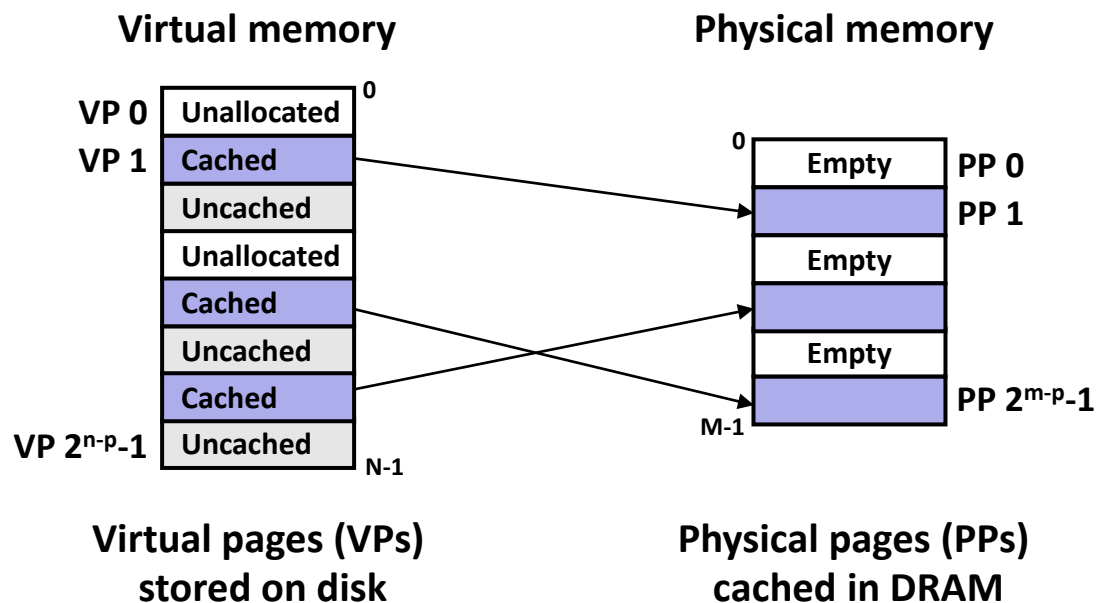 Virtual memory
Physical memory
0
VP 0
Unallocated
VP 1
Cached
Uncached
Unallocated
Cached
Uncached
Cached
VP 2ⁿ⁻ᵖ-1
Uncached
N-1
0
Empty
PP 0
PP 1
Empty
Empty
PP 2ᵐ⁻ᵖ-1
M-1
Virtual pages (VPs)
stored on disk
Physical pages (PPs)
cached in DRAM